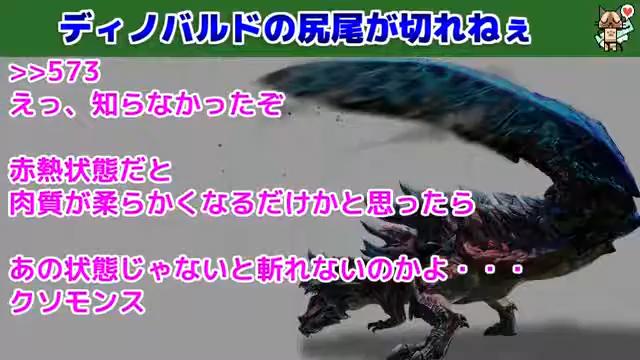 ディノバルドの尻尾が切れねぇ
>>573
えっ、知らなかったぞ
赤熱状態だと
肉質が柔らかくなるだけかと思ったら
あの状態じゃないと斬れないのかよ・・・
クソモンス